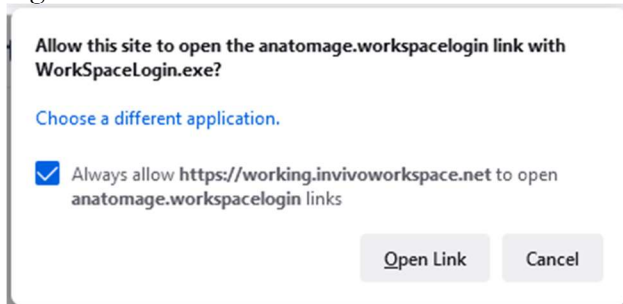 Allow this site to open the anatomage.workspacelogin link with
WorkSpaceLogin.exe?
Choose a different application.
Always allow https://working.invivoworkspace.net to open
anatomage.workspacelogin links
Open Link Cancel